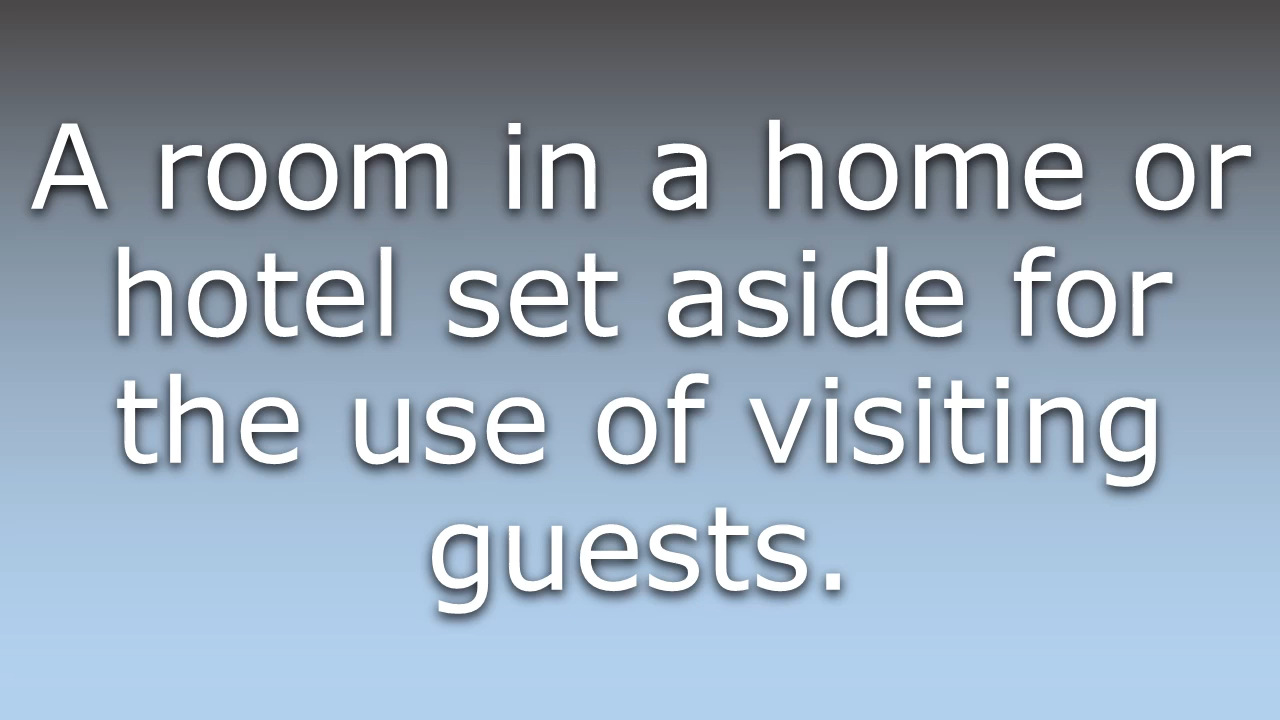 A room in a home or
hotel set aside for
the use of visiting
guests.